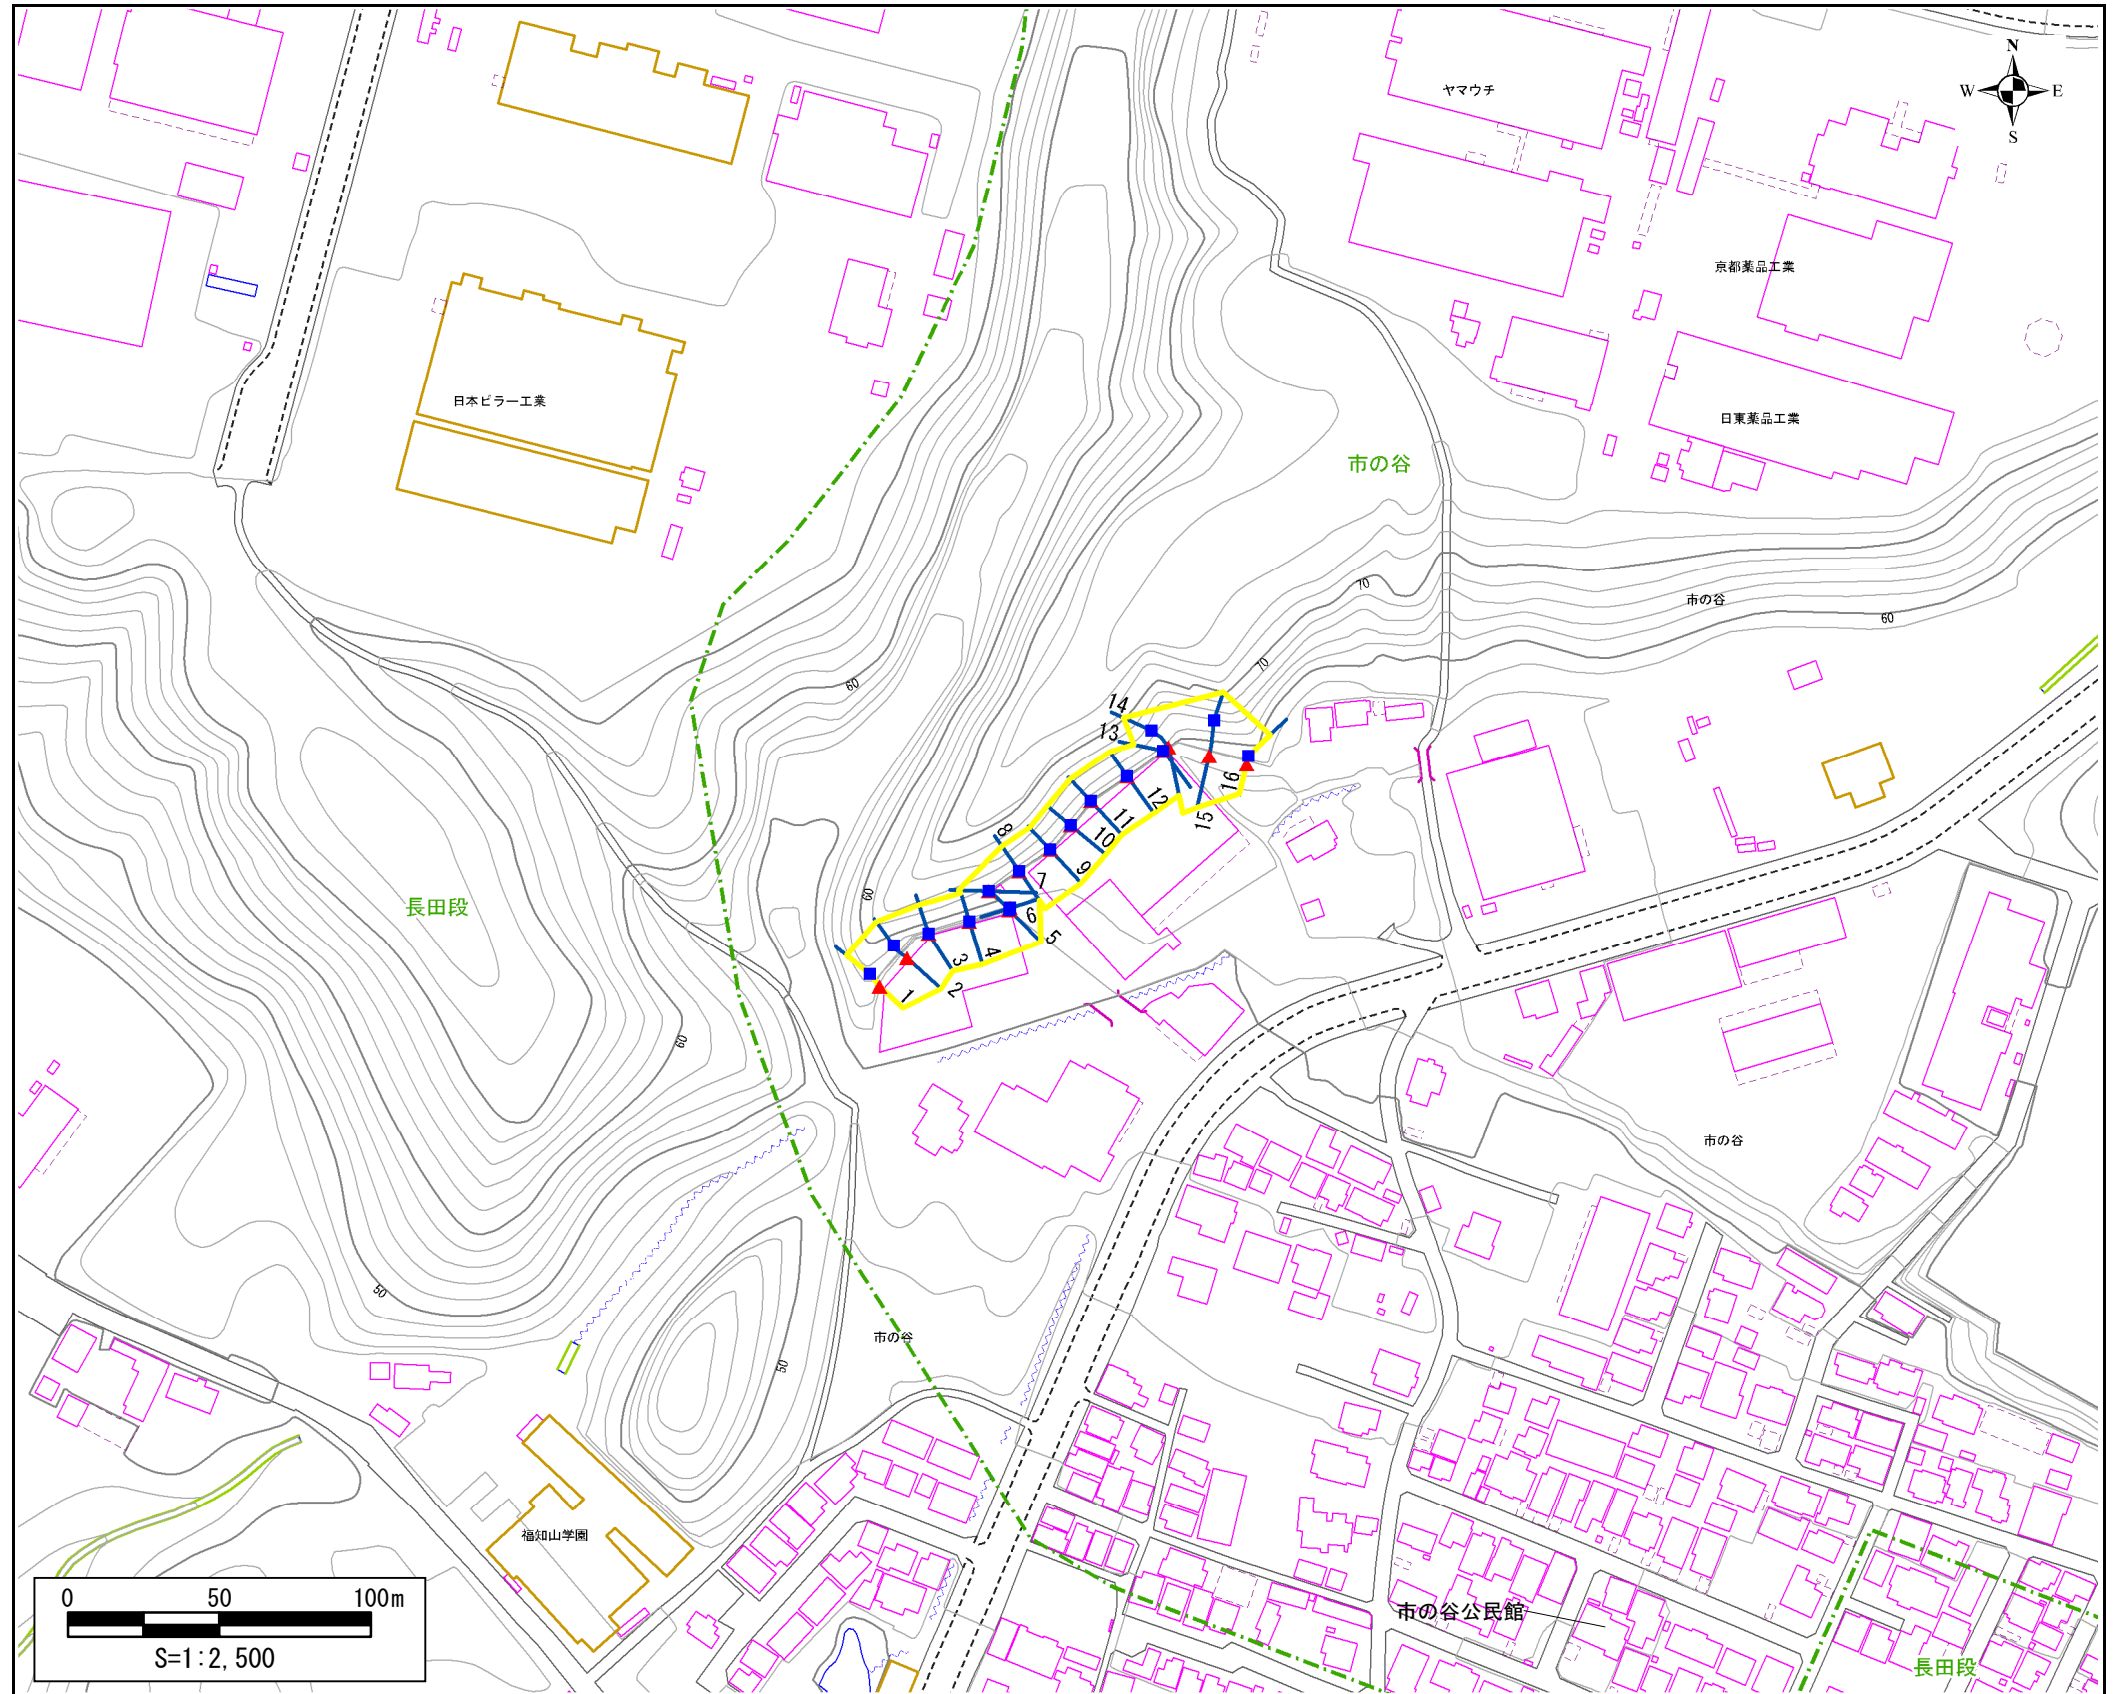 N
W E
S
ヤマウチ
京都薬品工業
日本ピラー工業
日東薬品工業
市の谷
70
市の谷
60
70
60
14
13
16
12
15
11
8
10
9
7
60
長田段
6
5
4
3
2
1
60
市の谷
50
市の谷
50
福知山学園
0 50 100m
S=1:2,500
市の谷公民館
長田段